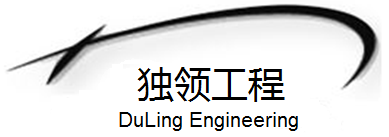 独领工程
DuLing Engineering